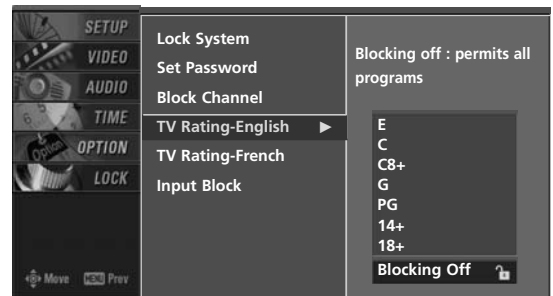 SETUP
VIDEO
AUDIO
TIME
OPTION
LOCK
Move MENU Prev
Lock System
Set Password
Block Channel
TV Rating-English ►
TV Rating-French
Input Block
Blocking off : permits all
programs
E
C
C8+
G
PG
14+
18+
Blocking Off